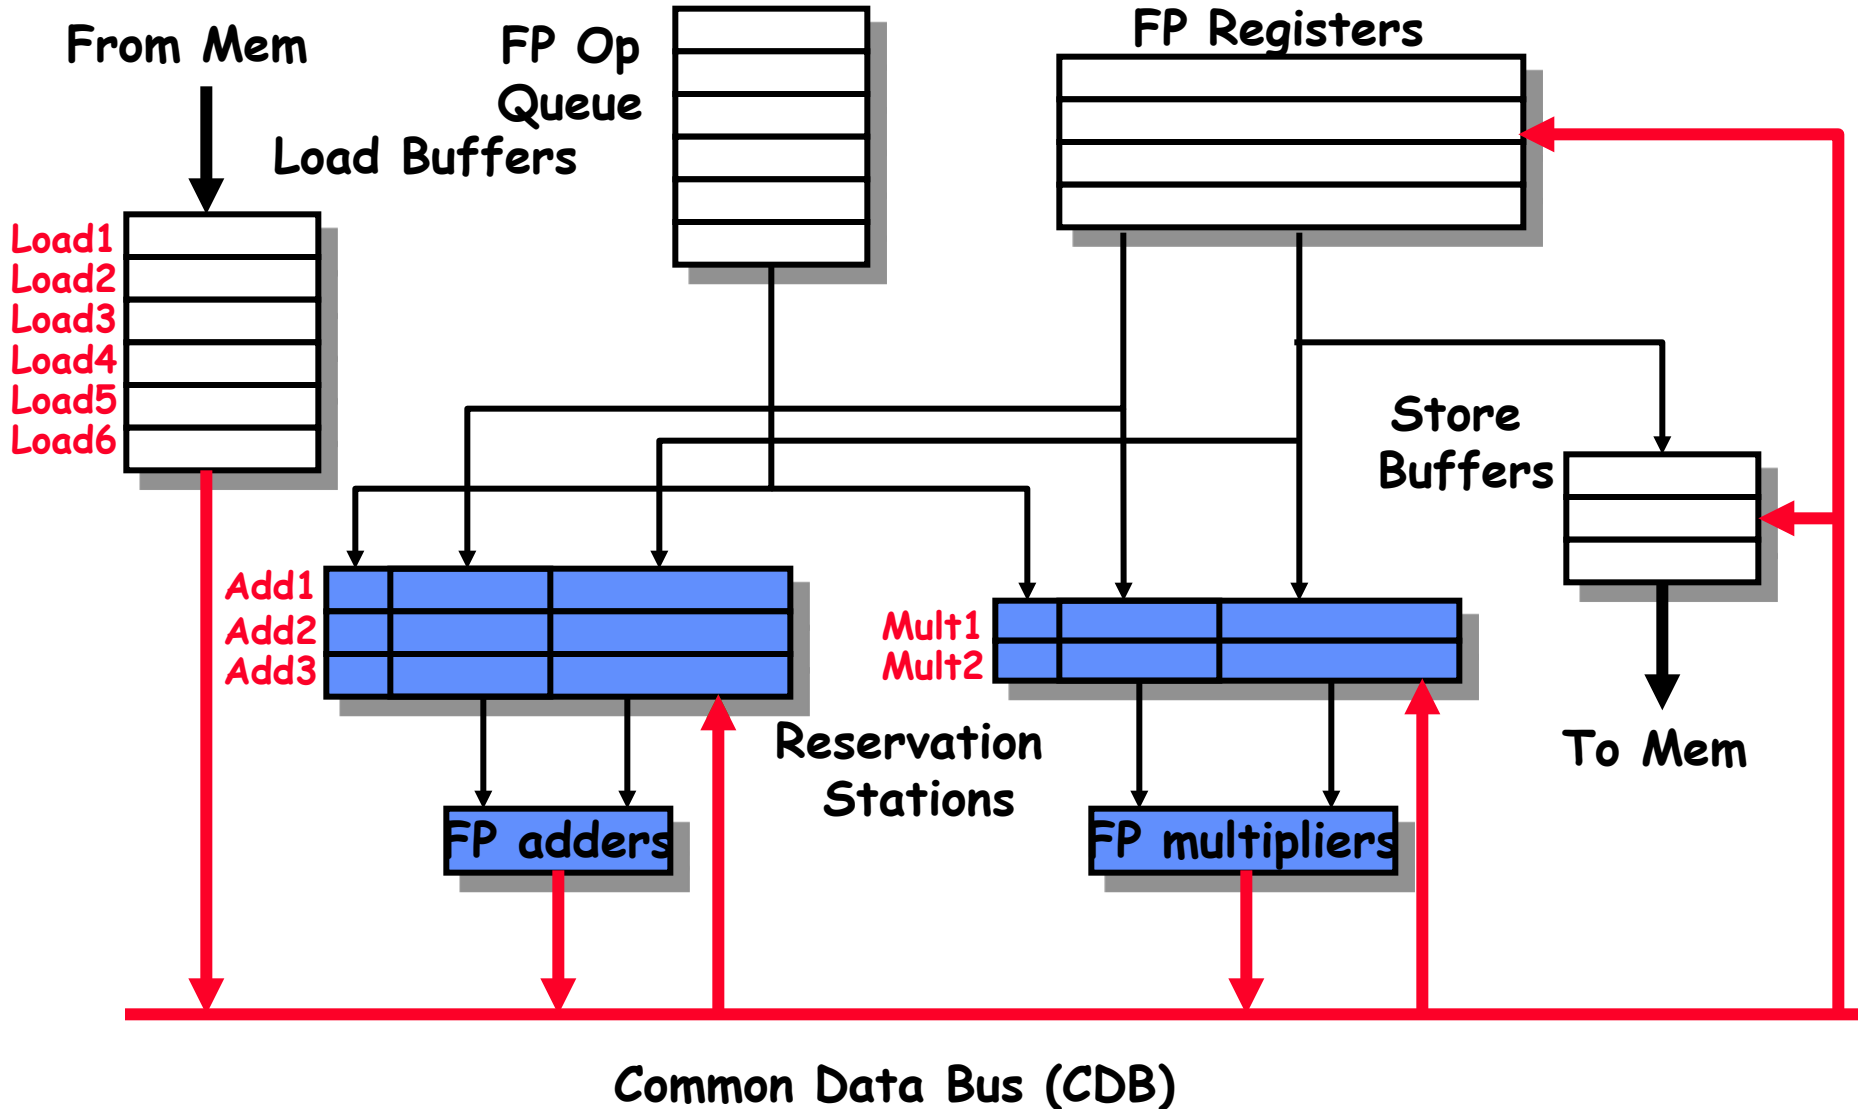 From Mem
FP Op
Queue
FP Registers
Load Buffers
Load1
Load2
Load3
Load4
Load5
Load6
Store
Buffers
Add1
Add2
Add3
Mult1
Mult2
Reservation
Stations
To Mem
FP adders
FP multipliers
Common Data Bus (CDB)